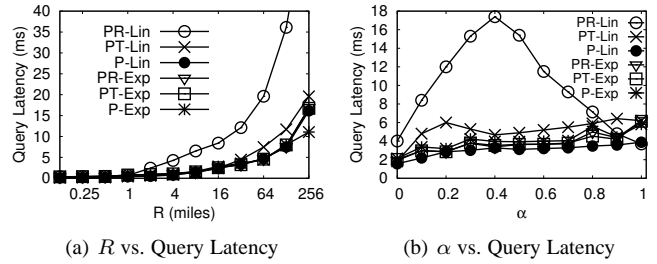 Query Latency (ms)
40
35
30
25
20
15
10
5
0
PR-Lin
PT-Lin
P-Lin
PR-Exp
PT-Exp
P-Exp
0.25 1 4 16 64 256
R (miles)
(a) R vs. Query Latency
Query Latency (ms)
18
16
14
12
10
8
6
4
2
0
PR-Lin
PT-Lin
P-Lin
PR-Exp
PT-Exp
P-Exp
0 0.2 0.4 0.6 0.8 1
α
(b) α vs. Query Latency